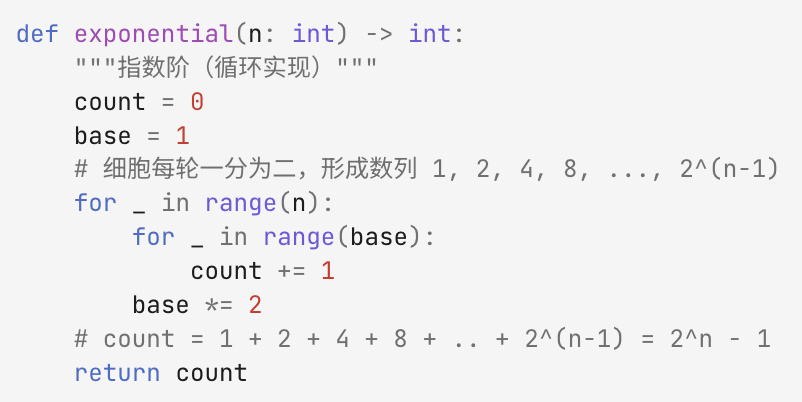 def exponential(n: int) -> int:
    """指数阶（循环实现）"""
    count = 0
    base = 1
    # 细胞每轮一分为二，形成数列 1, 2, 4, 8, ..., 2^(n-1)
    for _ in range(n):
        for _ in range(base):
            count += 1
        base *= 2
    # count = 1 + 2 + 4 + 8 + .. + 2^(n-1) = 2^n - 1
    return count